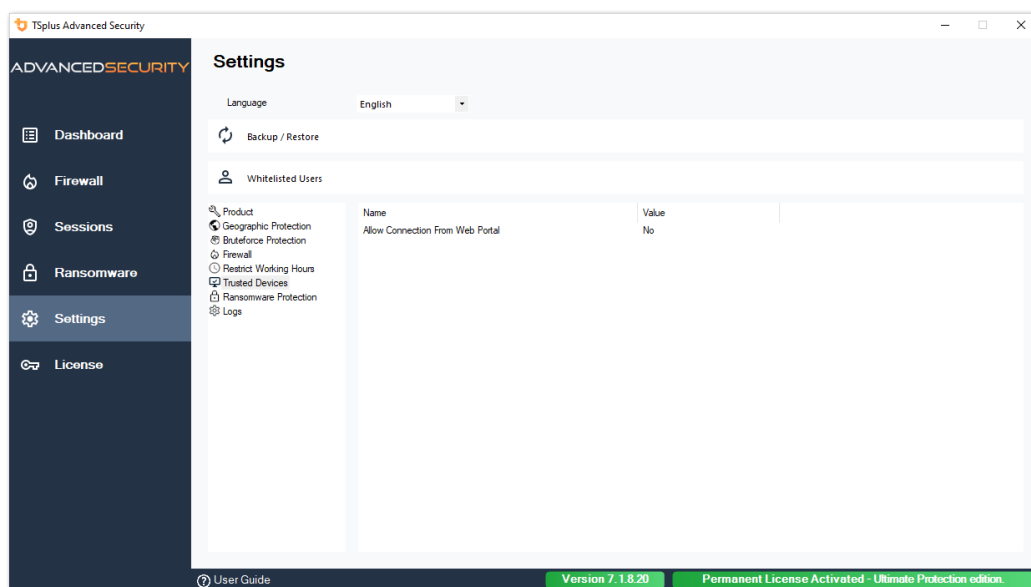 TSplus Advanced Security
ADVANCEDSECURITY
Dashboard
Firewall
Sessions
Ransomware
Settings
License
Settings
Language
English
Backup / Restore
Whitelisted Users
Product
Geographic Protection
Bruteforce Protection
Firewall
Restrict Working Hours
Trusted Devices
Ransomware Protection
Logs
Name Value
Allow Connection From Web Portal No
User Guide
Version 7.1.8.20
Permanent License Activated - Ultimate Protection edition.